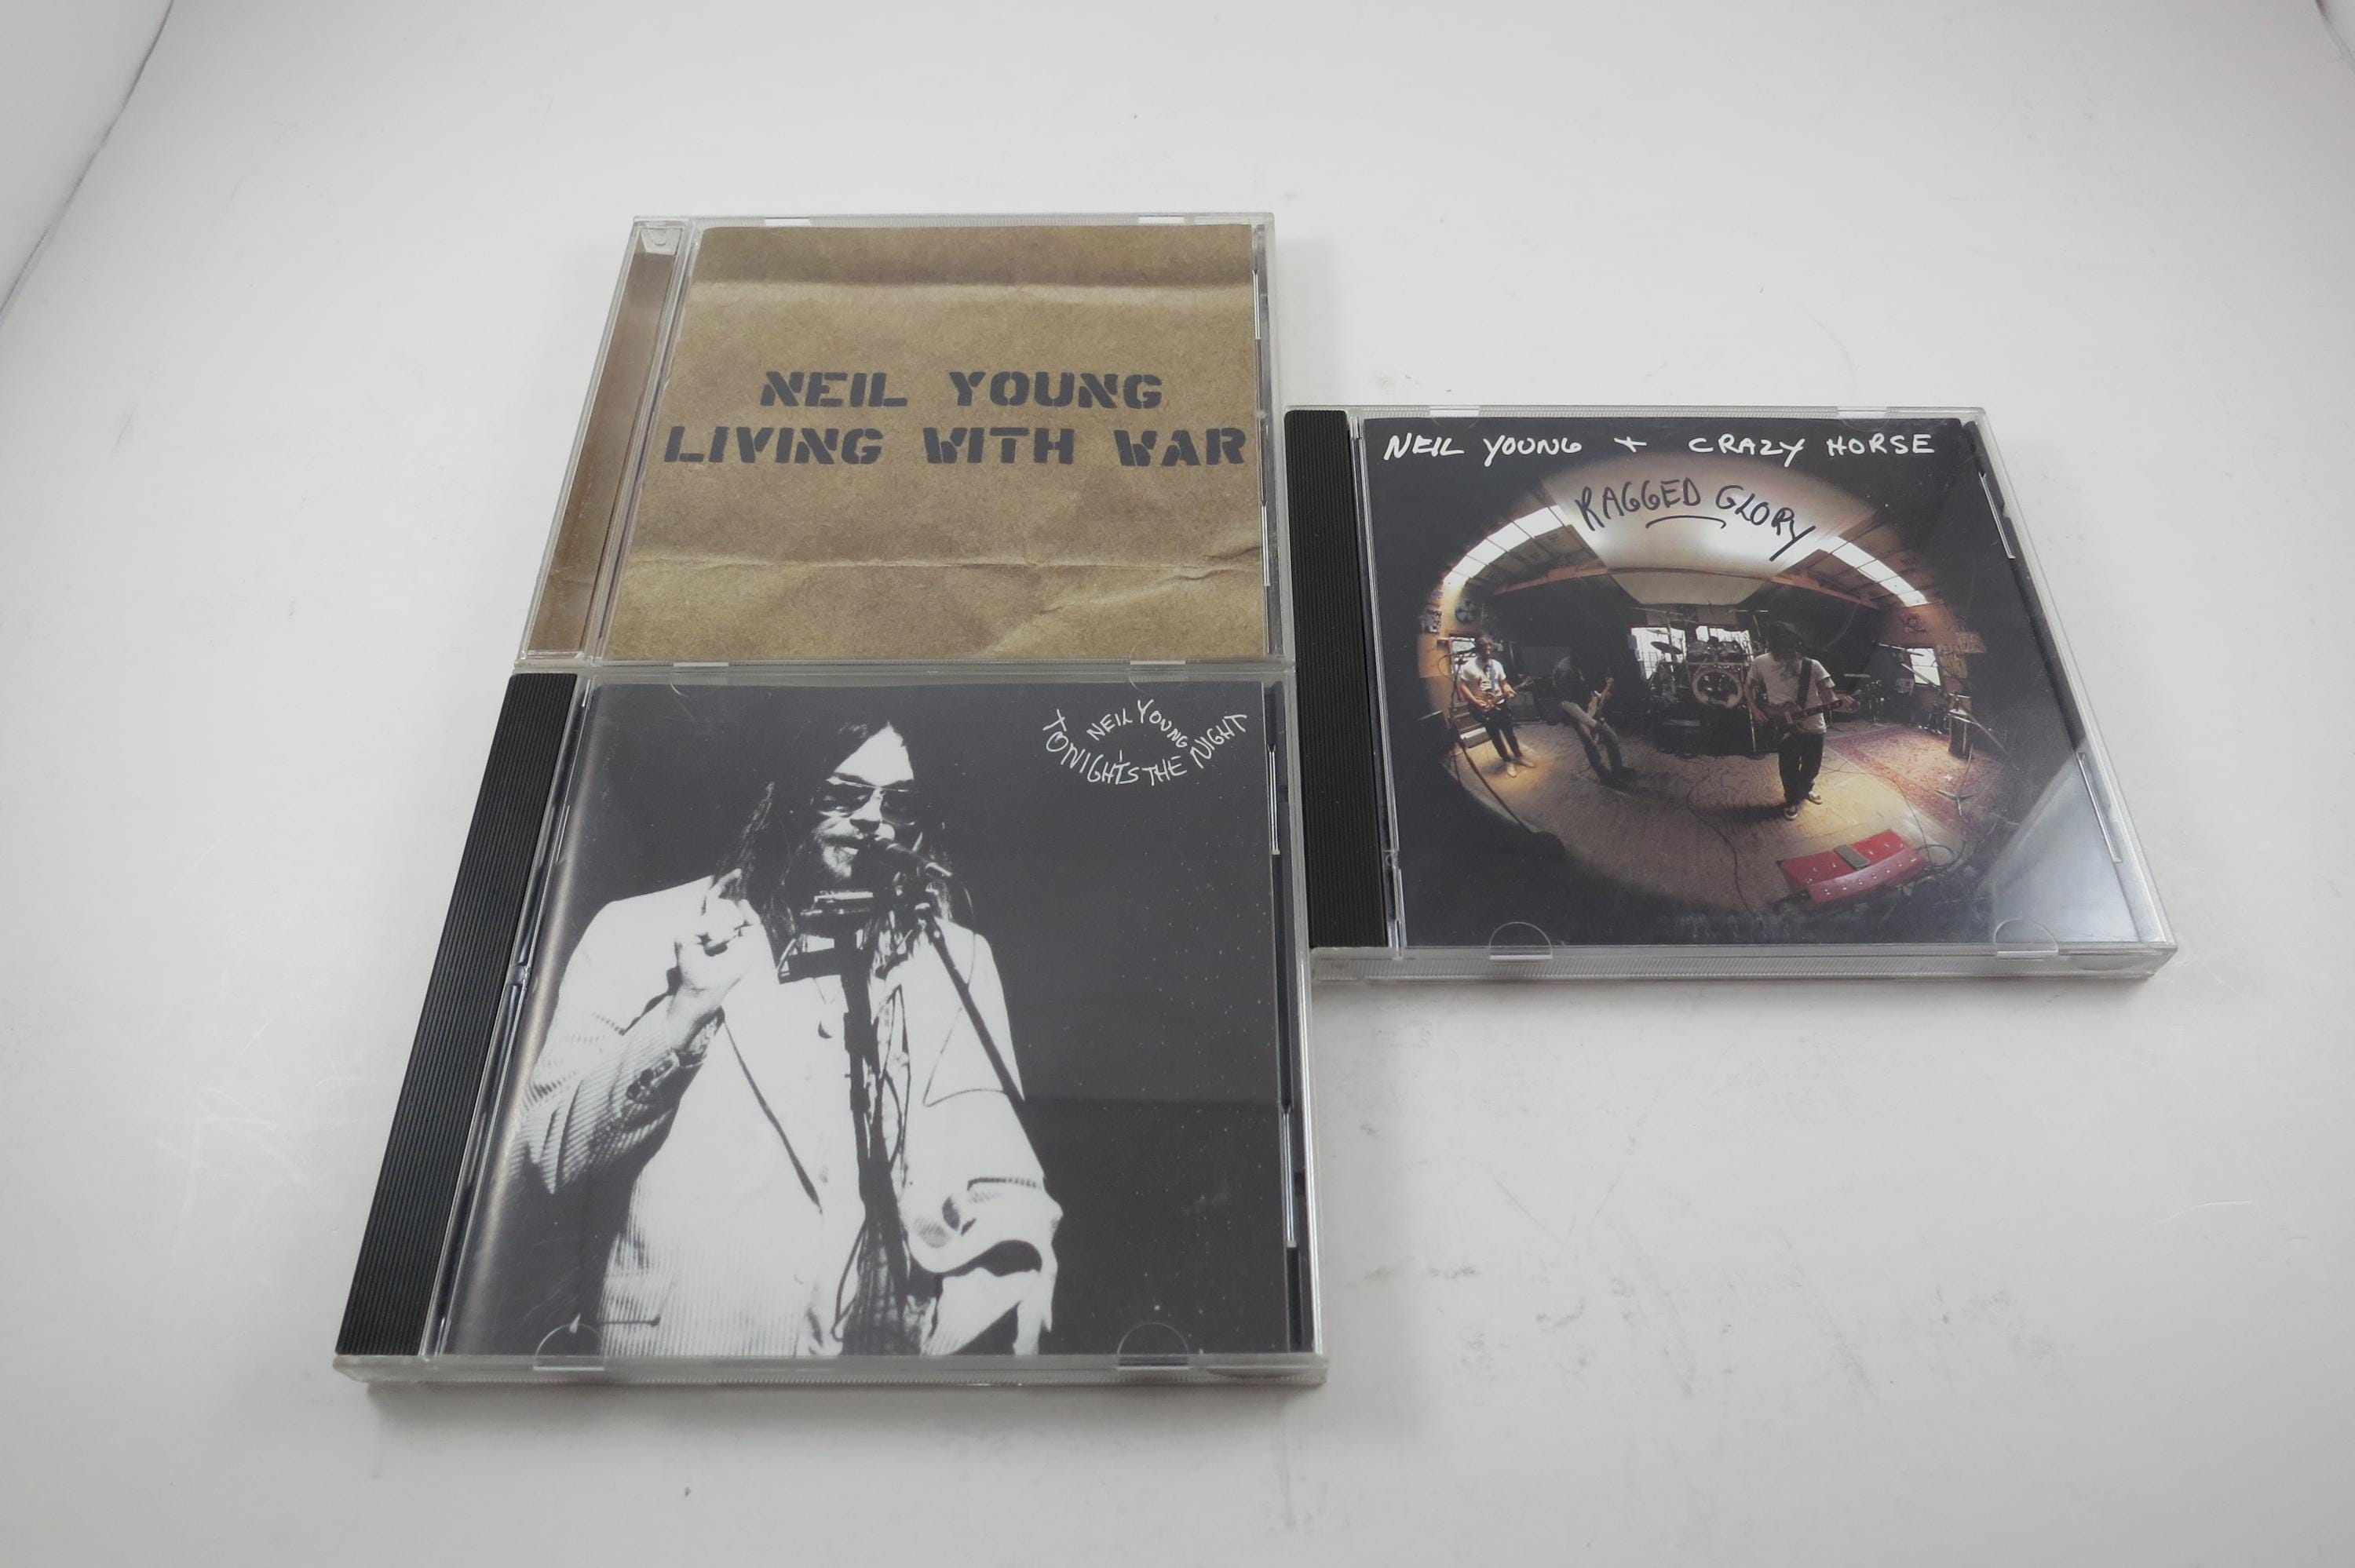 NEIL YOUNG
LIVING WITH WAR
NEIL YOUNG + CRAZY HORSE
RAGGED GLORY
NEIL YOUNG
TONIGHT'S THE NIGHT